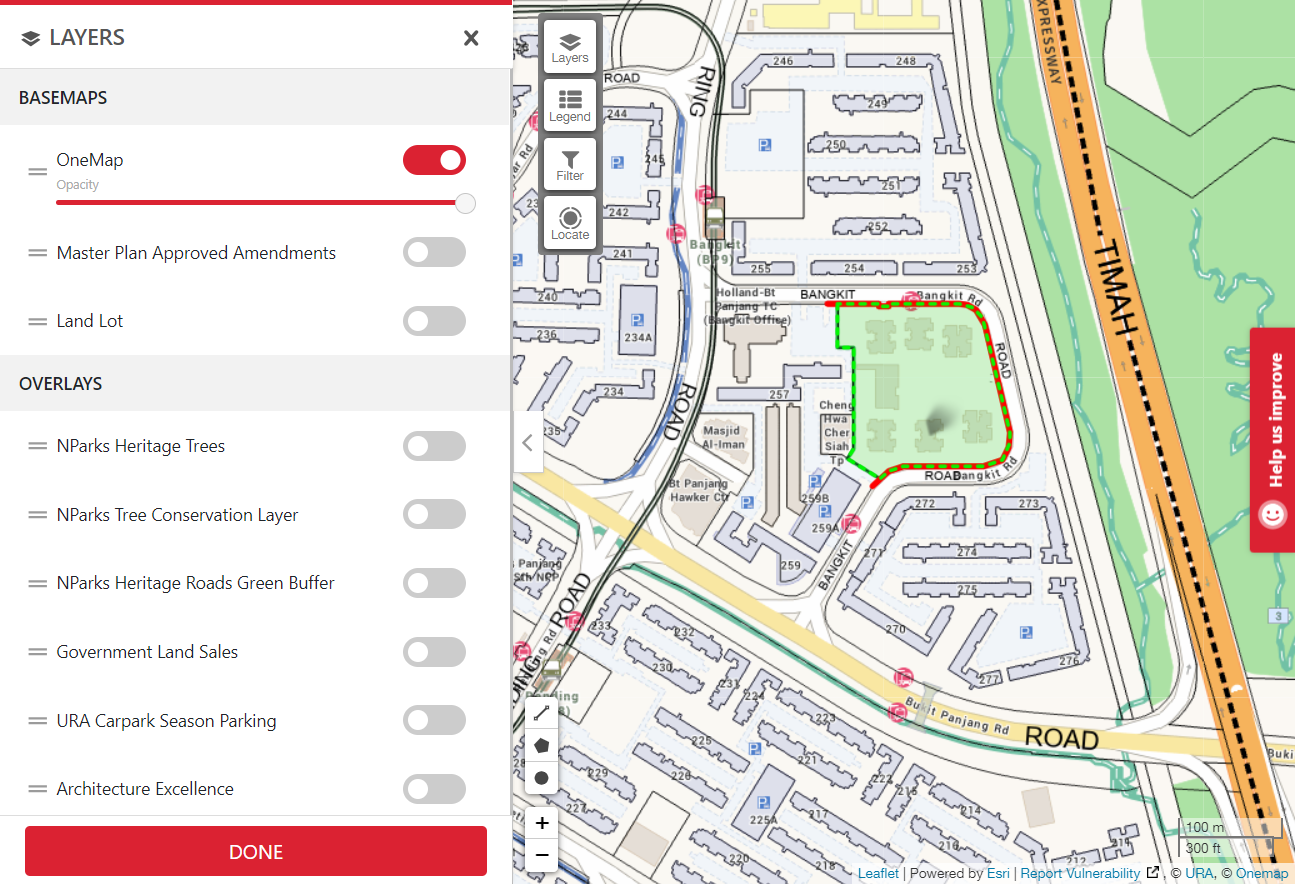 LAYERS
BASEMAPS
OneMap
Opacity
Master Plan Approved Amendments
Land Lot
OVERLAYS
NParks Heritage Trees
NParks Tree Conservation Layer
NParks Heritage Roads Green Buffer
Government Land Sales
URA Carpark Season Parking
Architecture Excellence
DONE
Layers
Legend
Filter
Locate
EXPRESSWAY
ROAD
RING
246
248
244
249
245
250
251
242
252
241
Bangkit
(BP9)
255
254
253
240
Holland-Bt
Panjang TC
(Bangkit Office)
BANGKIT
Bangkit Rd
TIMAH
236
234A
ROAD
234
257
ROAD
235
Cheng
Hwa
Cher
Siah
Tp
Masjid
Al-Iman
Bt Panjang
Hawker Ctr
259B
259A
ROAD
Bangkit Rd
272
273
BANGKIT
271
274
259
275
Panjang
Sth NPP
ROAD
233
232
270
276
277
230
231
224
223
Bukit Panjang Rd
ROAD
225
226
221
222
215
214
229
227
225A
217
216
220
218
212
219
3
Help us improve
+
−
100 m
300 ft
Leaflet | Powered by Esri | Report Vulnerability , © URA, © Onemap